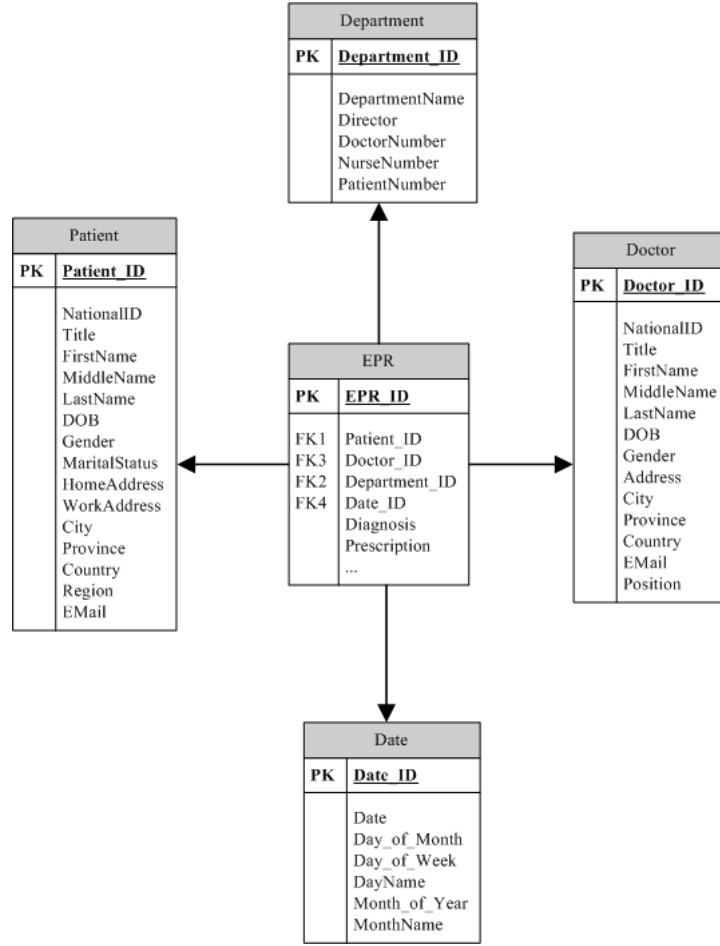 Department
PK Department_ID
DepartmentName
Director
DoctorNumber
NurseNumber
PatientNumber
Patient
PK Patient_ID
NationalID
Title
FirstName
MiddleName
LastName
DOB
Gender
MaritalStatus
HomeAddress
WorkAddress
City
Province
Country
Region
EMail
EPR
PK EPR_ID
FK1 Patient_ID
FK3 Doctor_ID
FK2 Department_ID
FK4 Date_ID
Diagnosis
Prescription
...
Doctor
PK Doctor_ID
NationalID
Title
FirstName
MiddleName
LastName
DOB
Gender
Address
City
Province
Country
EMail
Position
Date
PK Date_ID
Date
Day_of_Month
Day_of_Week
DayName
Month_of_Year
MonthName